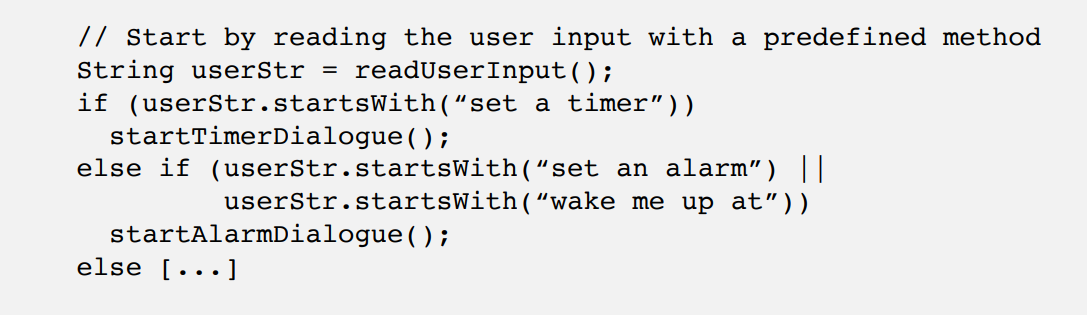 // Start by reading the user input with a predefined method
String userStr = readUserInput();
if (userStr.startsWith(“set a timer”))
  startTimerDialogue();
else if (userStr.startsWith(“set an alarm”) ||
         userStr.startsWith(“wake me up at”))
  startAlarmDialogue();
else [...]